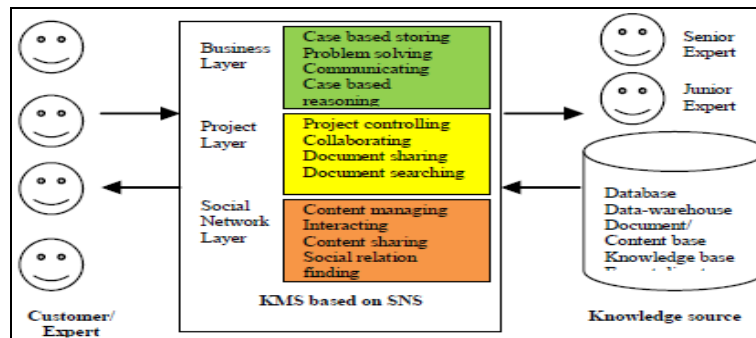 Business
Layer
Case based storing
Problem solving
Communicating
Case based
reasoning
Project
Layer
Project controlling
Collaborating
Document sharing
Document searching
Social
Network
Layer
Content managing
Interacting
Content sharing
Social relation
finding
KMS based on SNS
Customer/
Expert
Senior
Expert
Junior
Expert
Database
Data-warehouse
Document/
Content base
Knowledge base
Knowledge source